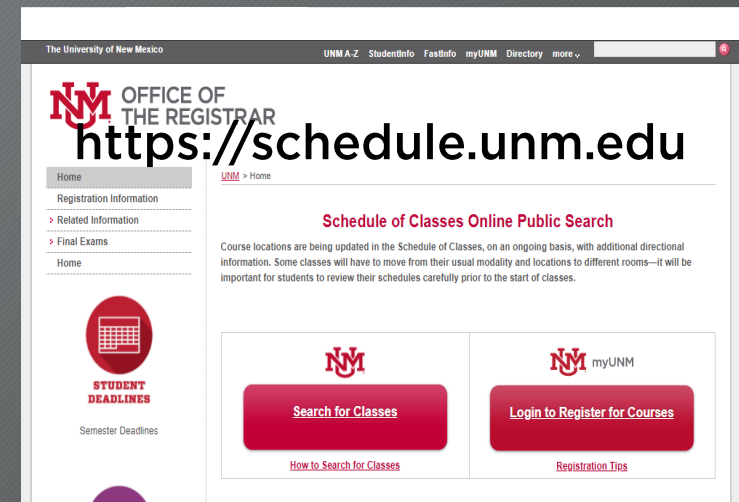 The University of New Mexico
UNM A-Z StudentInfo FastInfo myUNM Directory more
OFFICE OF
THE REGISTRAR
https://schedule.unm.edu
Home
UNM > Home
Registration Information
Related Information
Final Exams
Home
Schedule of Classes Online Public Search
Course locations are being updated in the Schedule of Classes, on an ongoing basis, with additional directional
information. Some classes will have to move from their usual modality and locations to different rooms—it will be
important for students to review their schedules carefully prior to the start of classes.
STUDENT
DEADLINES
Semester Deadlines
Search for Classes
How to Search for Classes
myUNM
Login to Register for Courses
Registration Tips